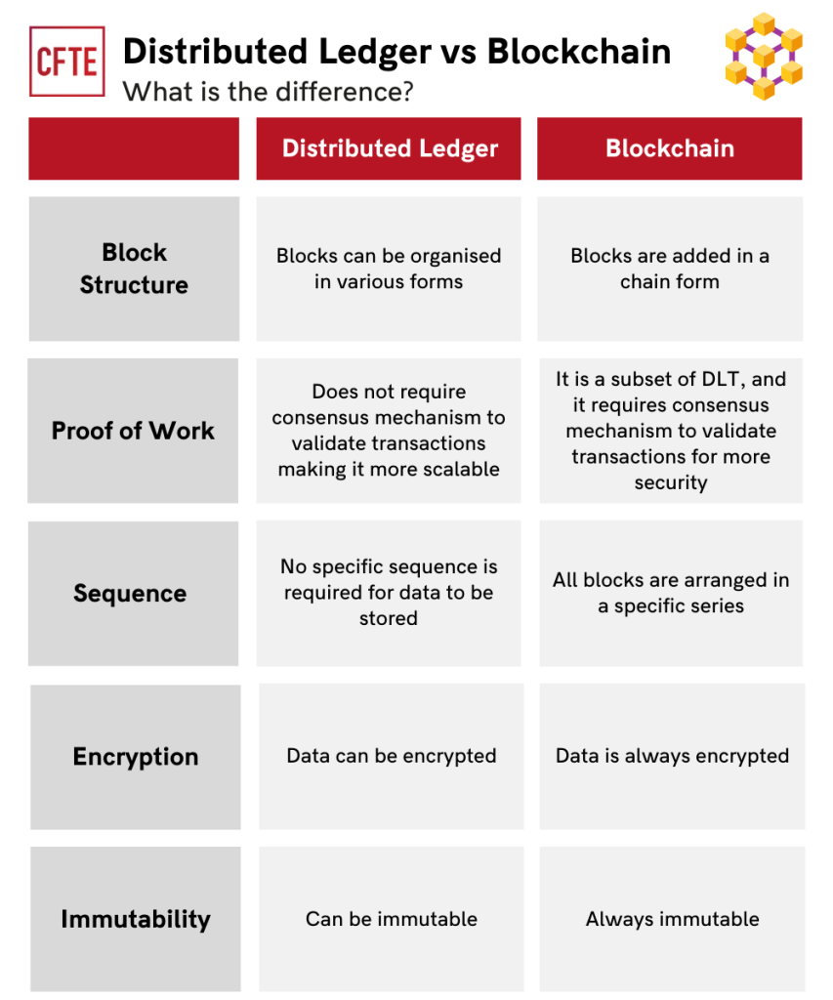 CFTE
Distributed Ledger vs Blockchain
What is the difference?
Distributed Ledger
Blockchain
Block
Structure
Blocks can be organised
in various forms
Blocks are added in a
chain form
Proof of Work
Does not require
consensus mechanism to
validate transactions
making it more scalable
It is a subset of DLT, and
it requires consensus
mechanism to validate
transactions for more
security
Sequence
No specific sequence is
required for data to be
stored
All blocks are arranged in
a specific series
Encryption
Data can be encrypted
Data is always encrypted
Immutability
Can be immutable
Always immutable